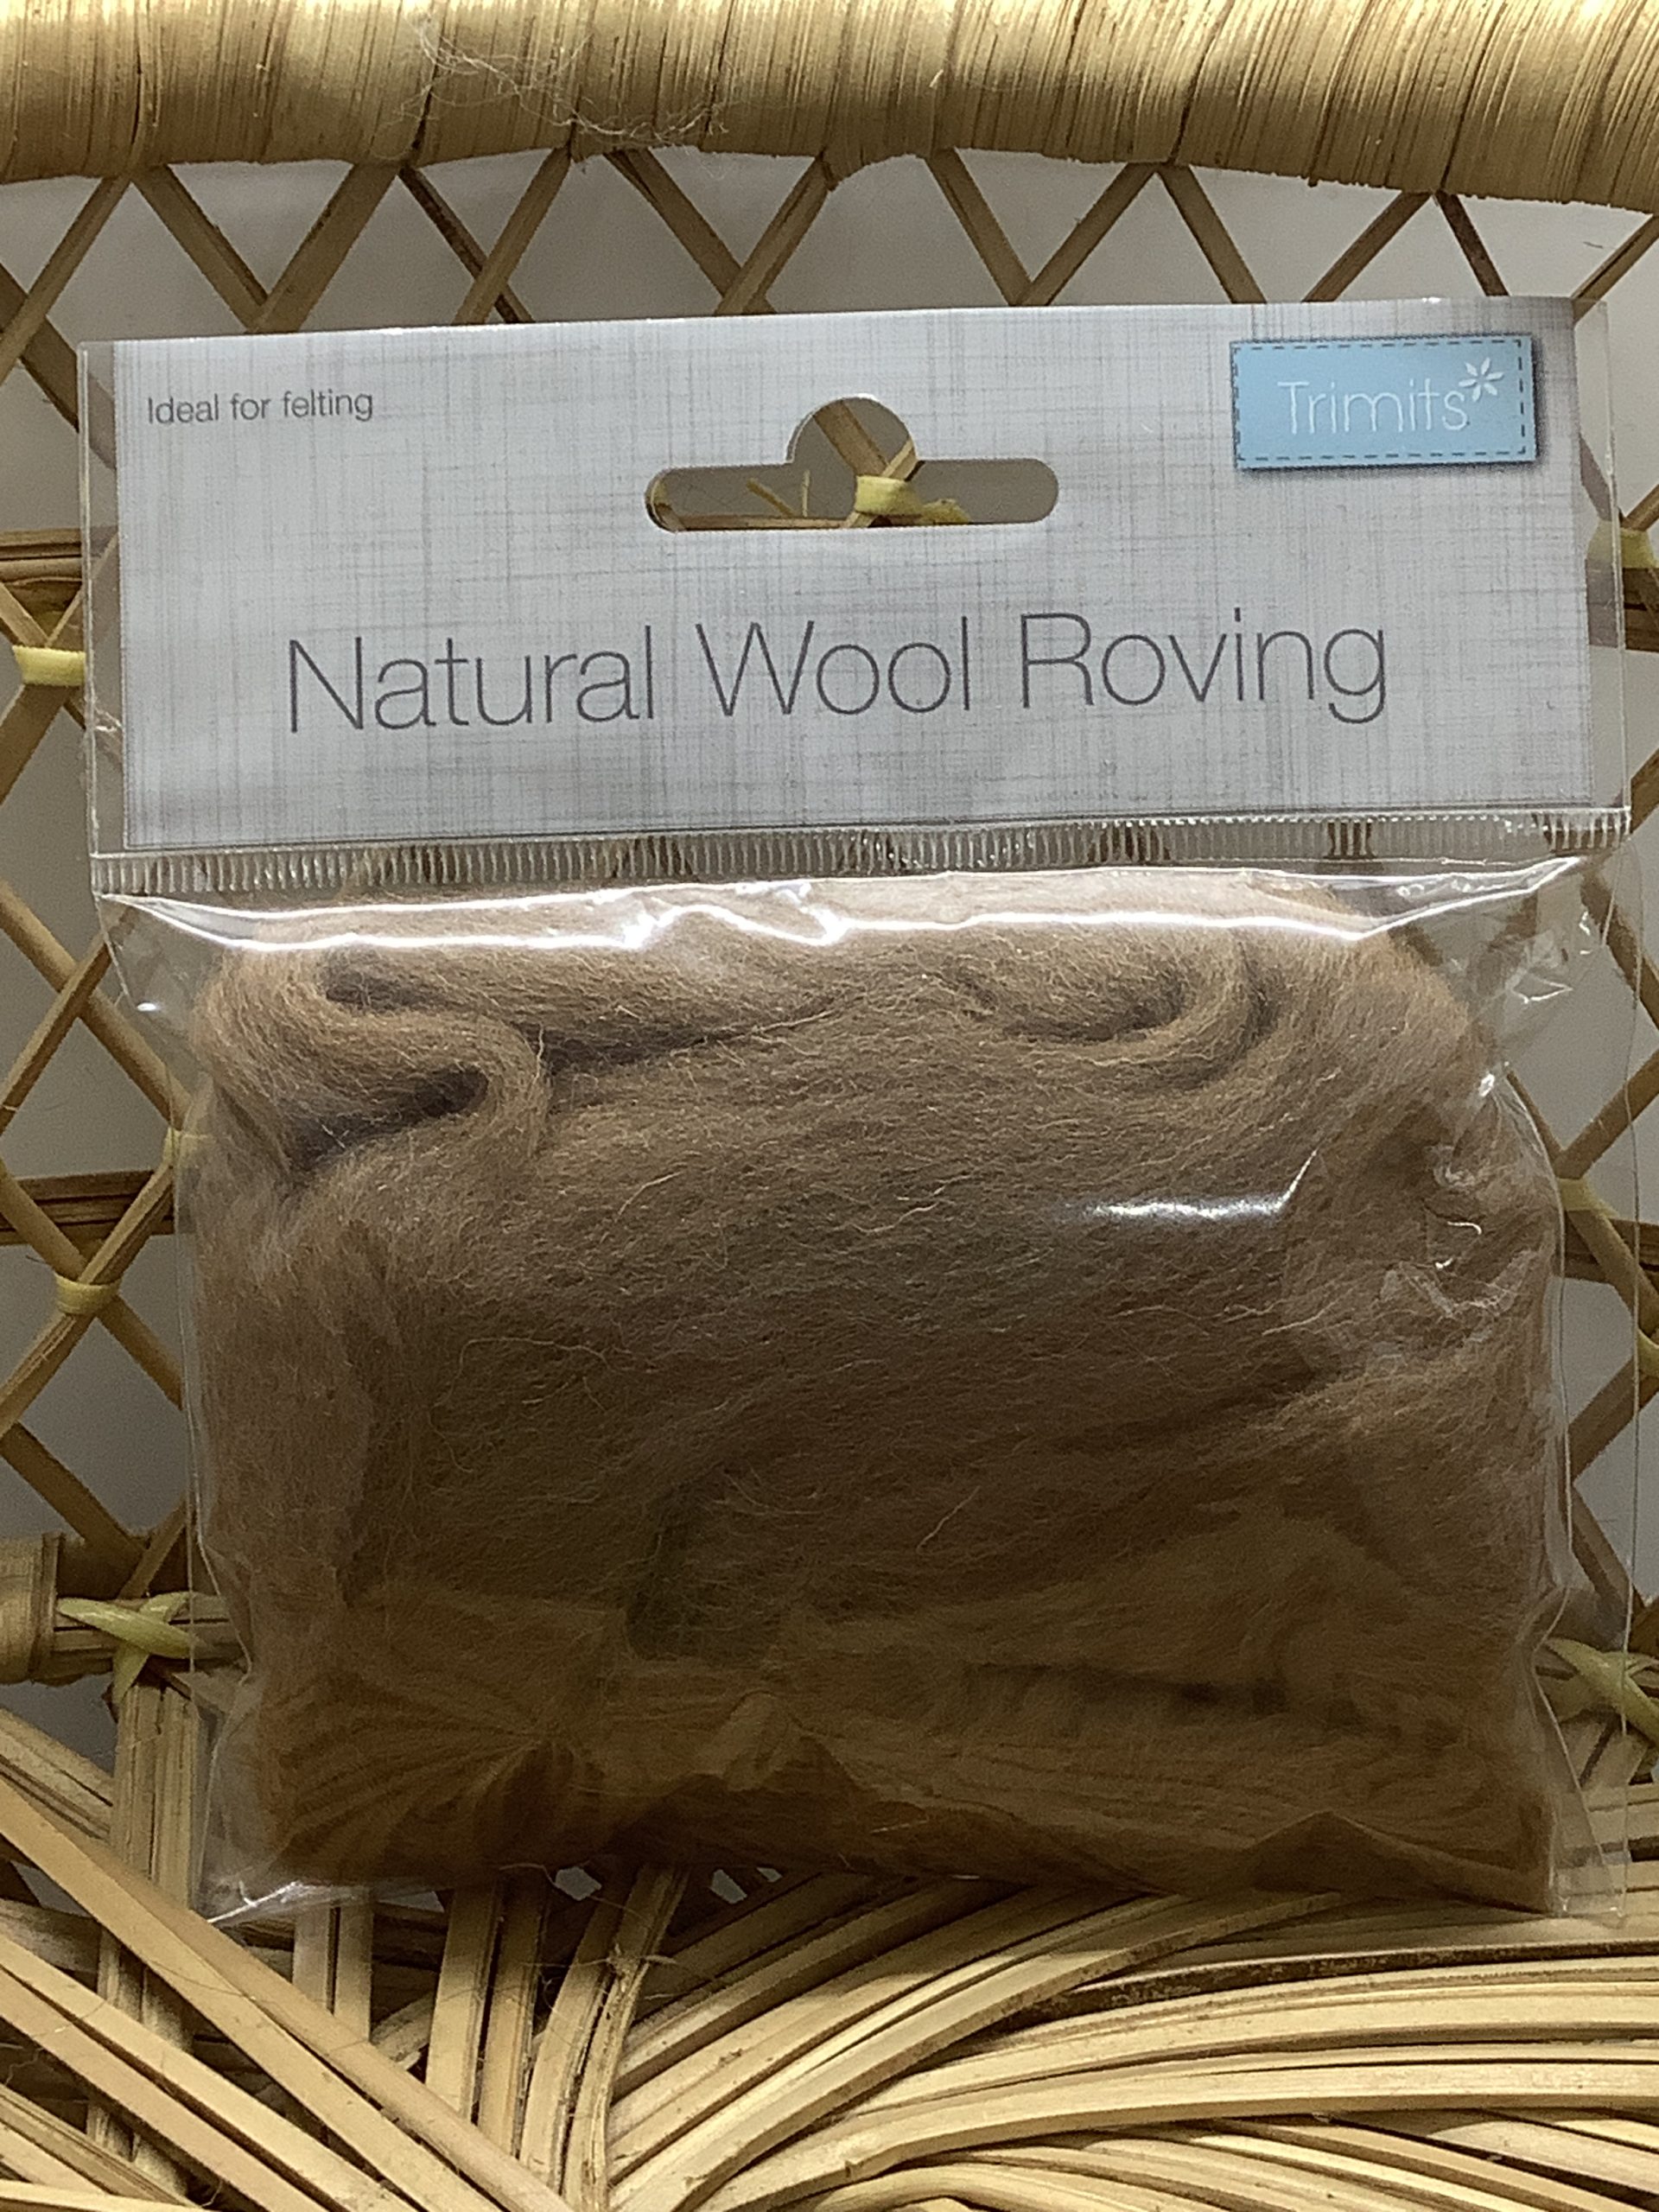 Ideal for felting
Trimits
Natural Wool Roving